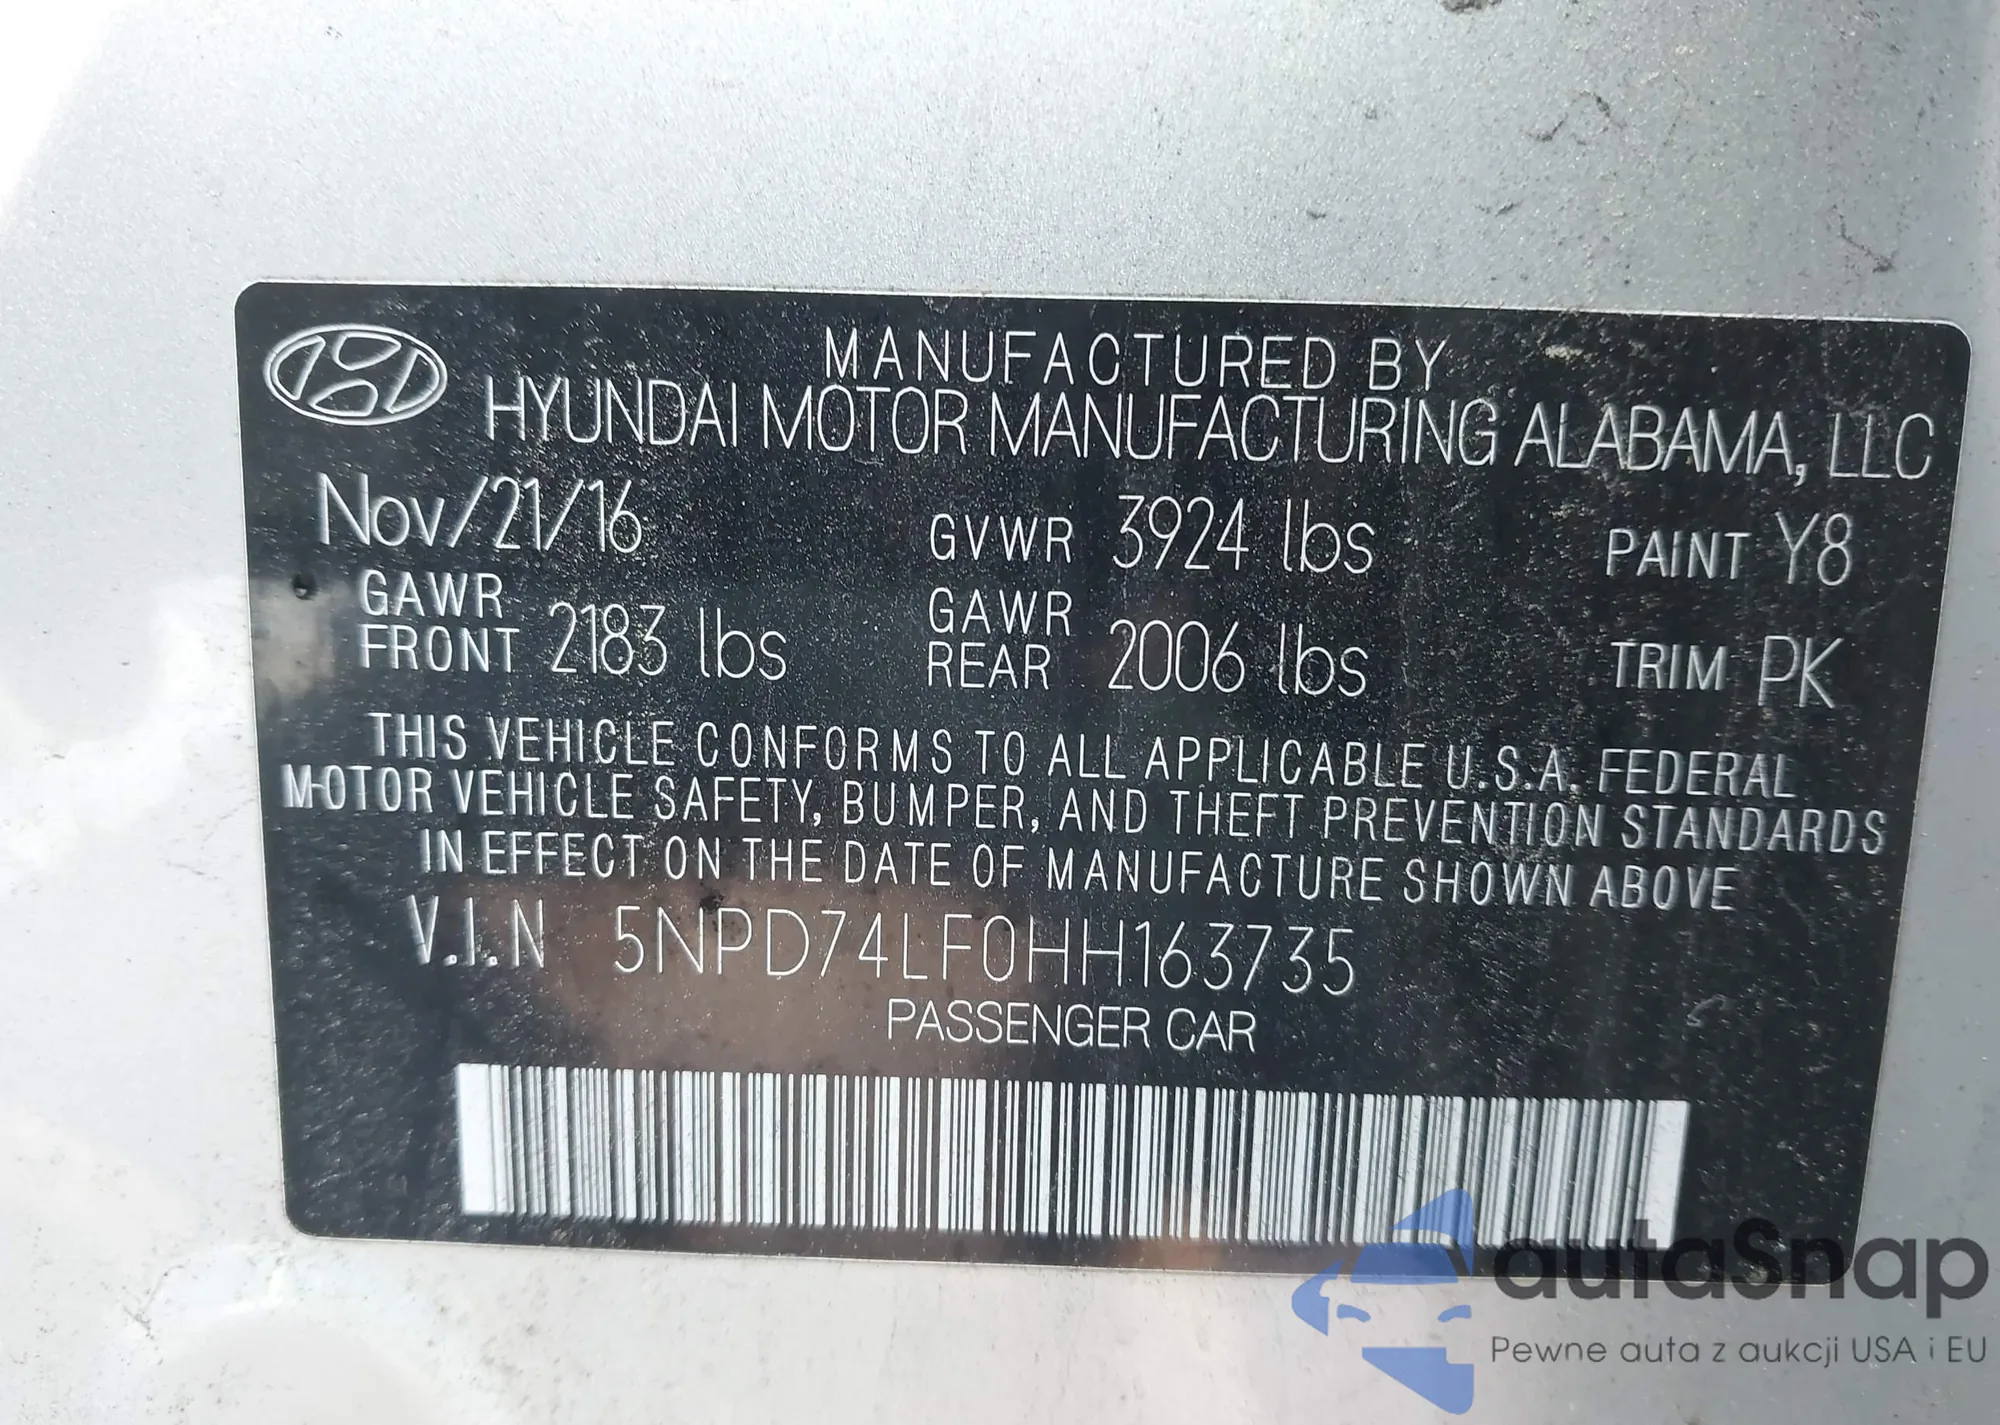 MANUFACTURED BY
HYUNDAI MOTOR MANUFACTURING ALABAMA, LLC
Nov/21/16 GVWR 3924 lbs PAINT Y8
GAWR FRONT 2183 lbs GAWR REAR 2006 lbs TRIM PK
THIS VEHICLE CONFORMS TO ALL APPLICABLE U.S.A. FEDERAL
MOTOR VEHICLE SAFETY, BUMPER, AND THEFT PREVENTION STANDARDS
IN EFFECT ON THE DATE OF MANUFACTURE SHOWN ABOVE
V.I.N 5NPD74LF0HH163735
PASSENGER CAR
autaSnap
Pewne auta z aukcji USA i EU